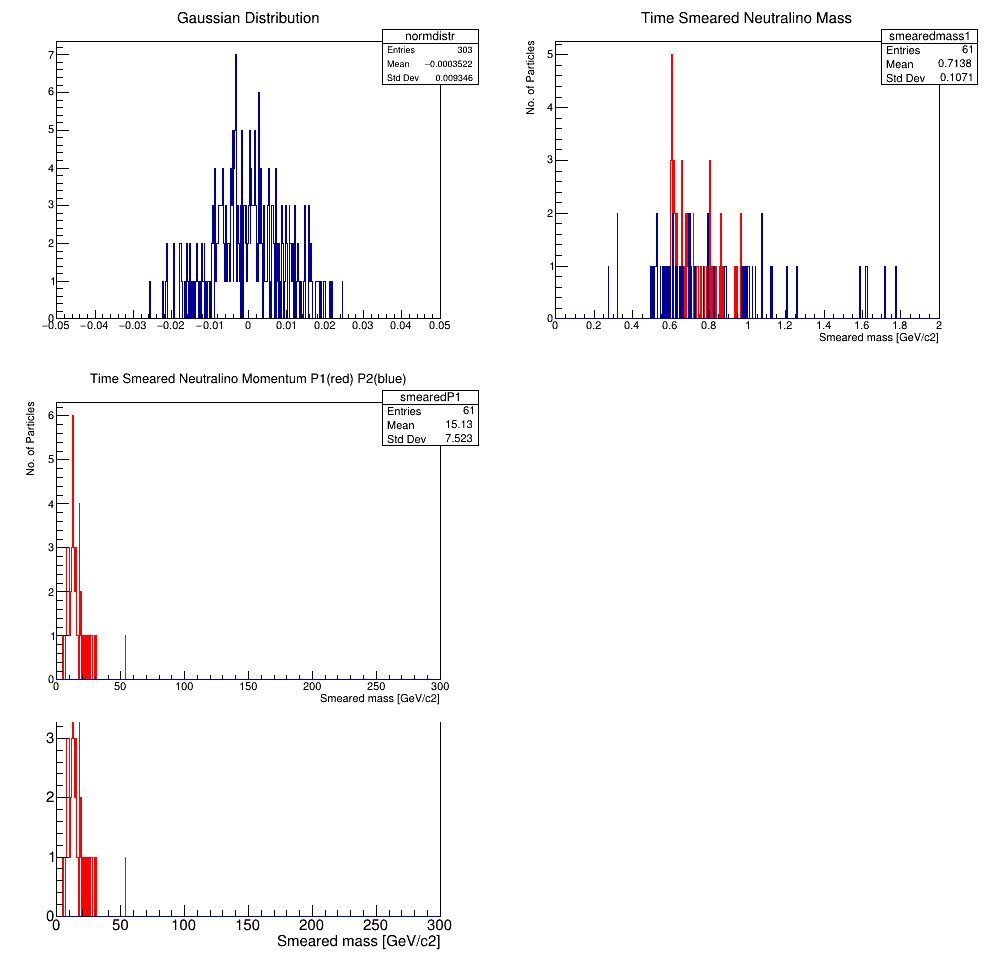 Gaussian Distribution
normdistr
Entries 303
Mean −0.0003522
Std Dev 0.009346
7
6
5
4
3
2
1
0
−0.05 −0.04 −0.03 −0.02 −0.01 0 0.01 0.02 0.03 0.04 0.05
Time Smeared Neutralino Mass
smearedmass1
Entries 61
Mean 0.7138
Std Dev 0.1071
No. of Particles
5
4
3
2
1
0
0 0.2 0.4 0.6 0.8 1 1.2 1.4 1.6 1.8 2
Smeared mass [GeV/c2]
Time Smeared Neutralino Momentum P1(red) P2(blue)
smearedP1
Entries 61
Mean 15.13
Std Dev 7.523
No. of Particles
6
5
4
3
2
1
0
0 50 100 150 200 250 300
Smeared mass [GeV/c2]
3
2
1
0
0 50 100 150 200 250 300
Smeared mass [GeV/c2]